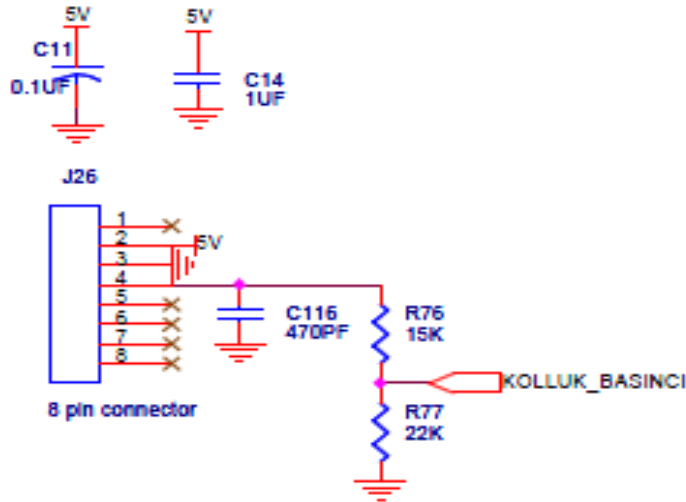 5V
5V
C11
0.1UF
C14
1UF
J26
1
2
5V
3
4
5
6
7
8
C116
470PF
R76
15K
KOLLUK_BASINCI
R77
22K
8 pin connector